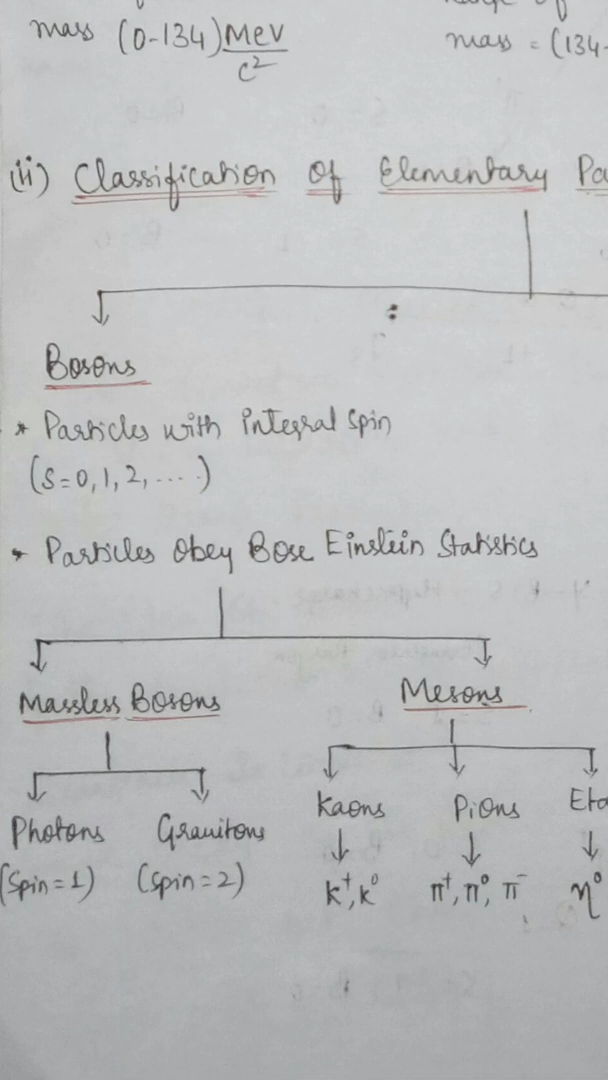 mass (0-134) MeV/c² mass = (134-
(ii) Classification of Elementary Pa
Bosons
* Particles with integral spin
(S=0, 1, 2, ....)
* Particles Obey Bose Einstein Statistics
Massless Bosons Mesons
Kaons Pions Eta
Photons Gravitons
(Spin=1) (Spin=2) K⁺, K⁰ π⁺, π⁰, π⁻ η⁰